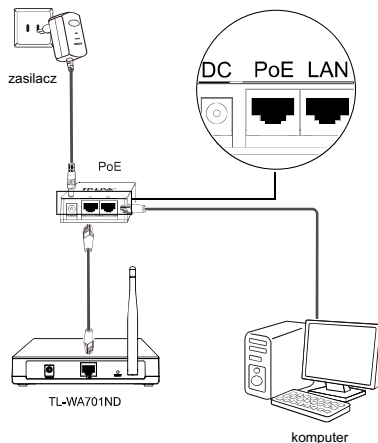 zasilacz
DC PoE LAN
PoE
TP-LINK
TL-WA701ND
komputer